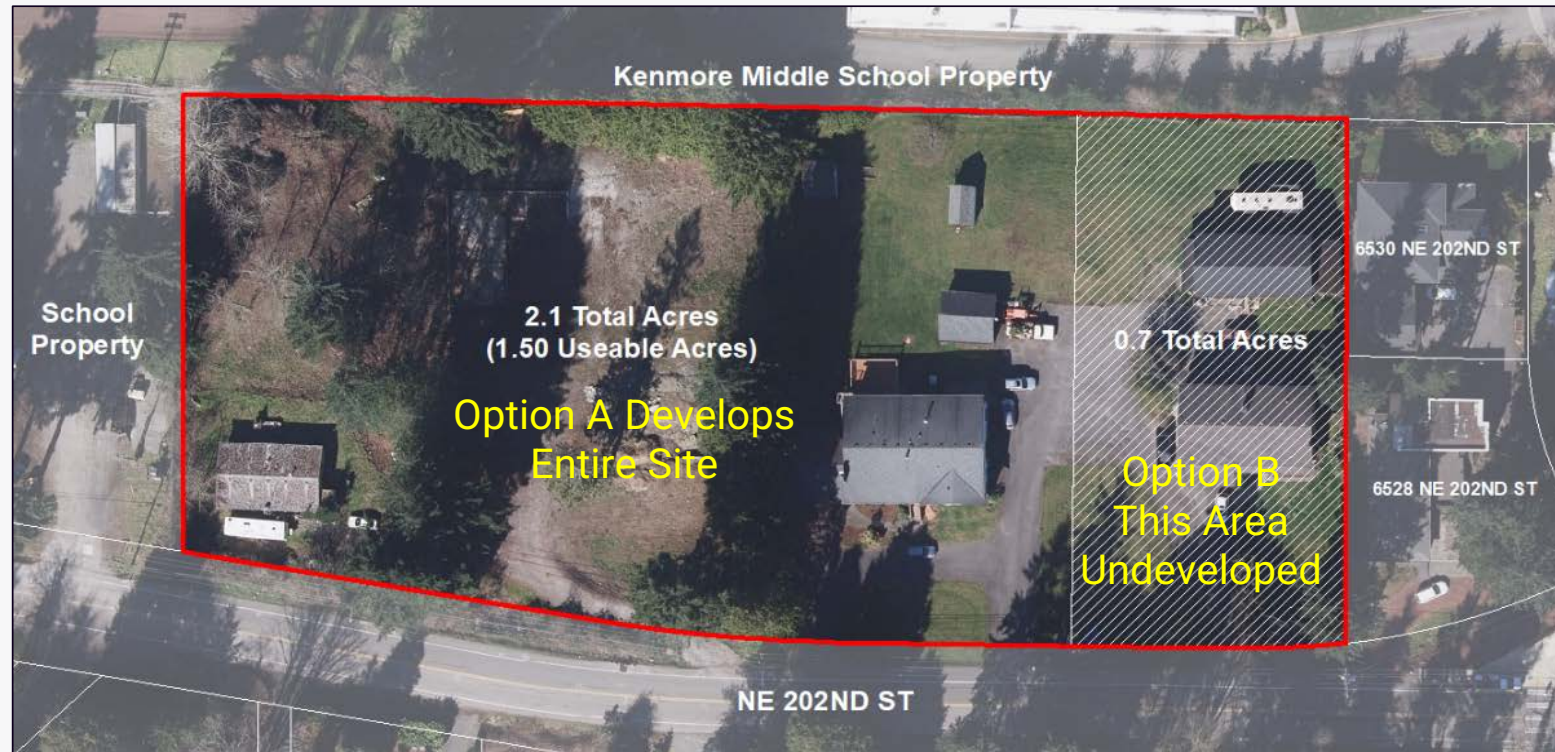 Kenmore Middle School Property
School
Property
2.1 Total Acres
(1.50 Useable Acres)
Option A Develops
Entire Site
0.7 Total Acres
Option B
This Area
Undeveloped
6530 NE 202ND ST
6528 NE 202ND ST
NE 202ND ST